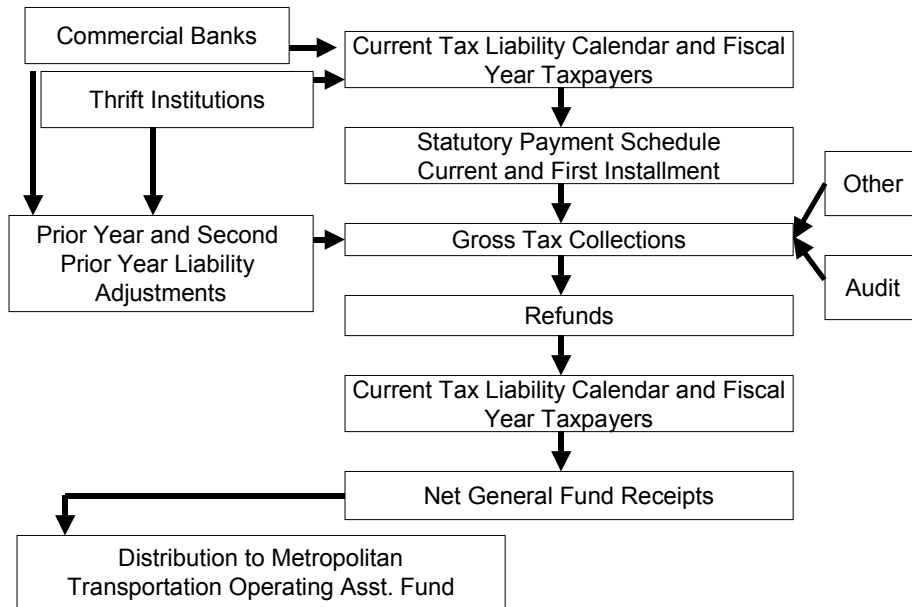 Commercial Banks
Current Tax Liability Calendar and Fiscal
Year Taxpayers
Thrift Institutions
Statutory Payment Schedule
Current and First Installment
Other
Prior Year and Second
Prior Year Liability
Adjustments
Gross Tax Collections
Audit
Refunds
Current Tax Liability Calendar and Fiscal
Year Taxpayers
Net General Fund Receipts
Distribution to Metropolitan
Transportation Operating Asst. Fund